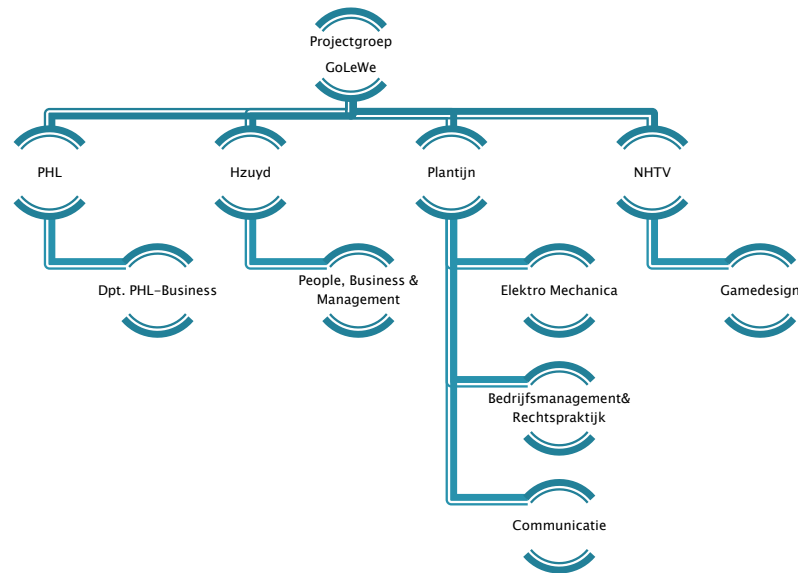 Projectgroep
GoLeWe
PHL
Hzuyd
Plantijn
NHTV
Dpt. PHL-Business
People, Business &
Management
Elektro Mechanica
Gamedesign
Bedrijfsmanagement&
Rechtspraktijk
Communicatie